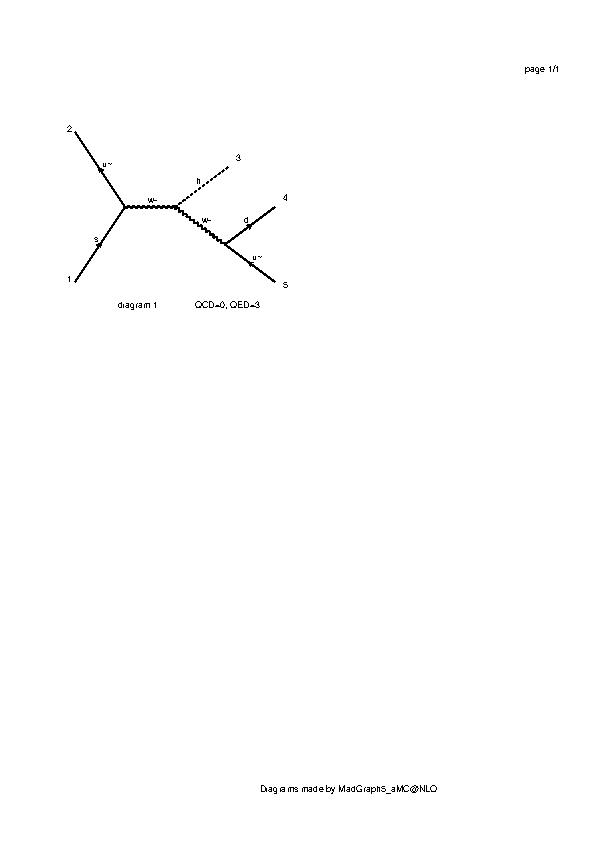 page 1/1
2
u~
h
3
w-
4
s
w-
d
u~
1
5
diagram 1 QCD=0, QED=3
Diagrams made by MadGraph5_aMC@NLO